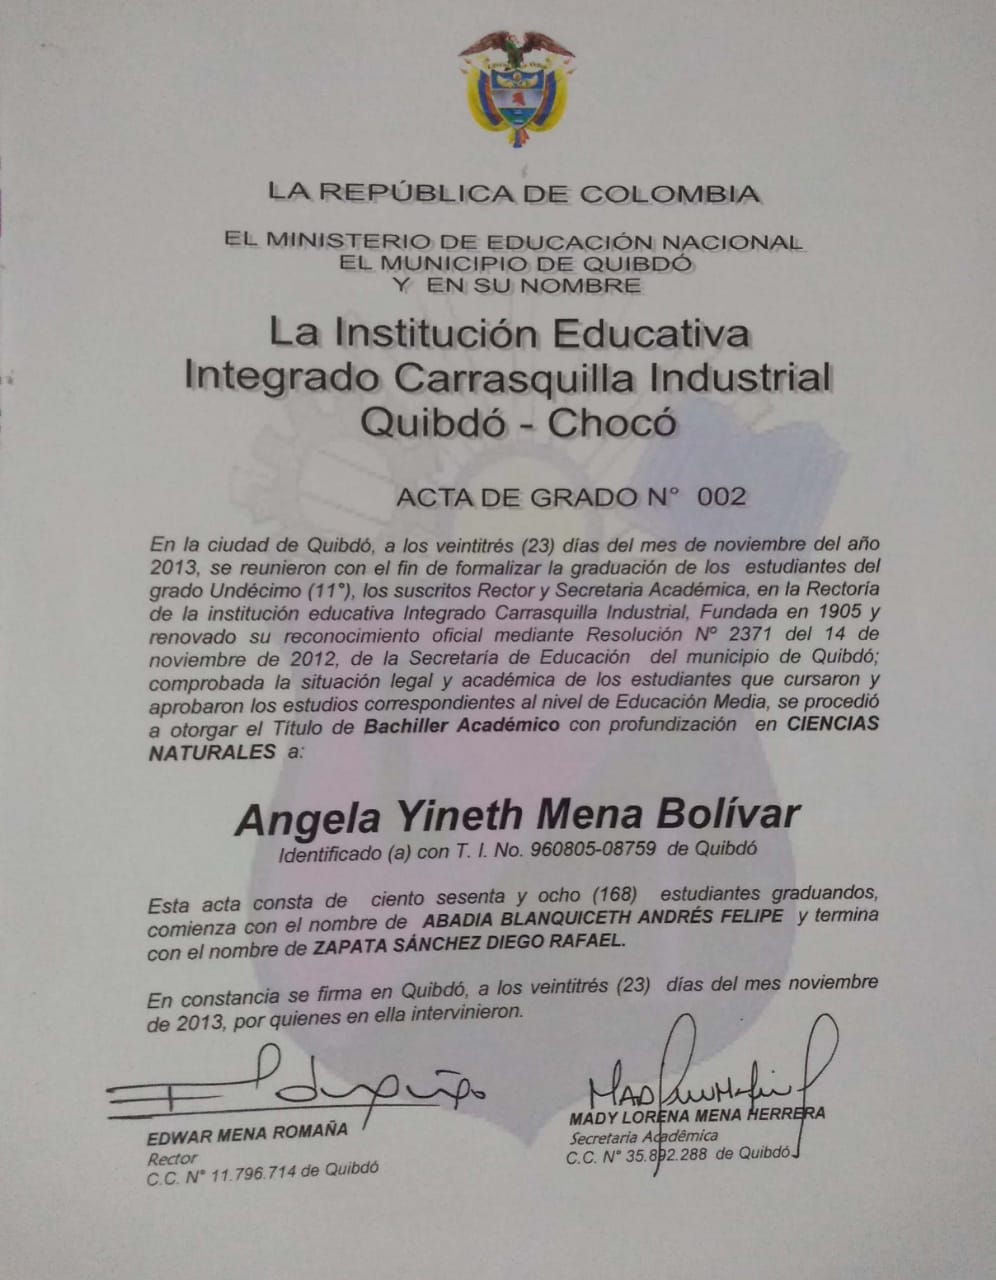 LA REPÚBLICA DE COLOMBIA
EL MINISTERIO DE EDUCACIÓN NACIONAL
EL MUNICIPIO DE QUIBDÓ
Y EN SU NOMBRE
La Institución Educativa
Integrado Carrasquilla Industrial
Quibdó - Chocó
ACTA DE GRADO N° 002
En la ciudad de Quibdó, a los veintitrés (23) días del mes de noviembre del año
2013, se reunieron con el fin de formalizar la graduación de los estudiantes del
grado Undécimo (11°), los suscritos Rector y Secretaria Académica, en la Rectoría
de la institución educativa Integrado Carrasquilla Industrial, Fundada en 1905 y
renovado su reconocimiento oficial mediante Resolución Nº 2371 del 14 de
noviembre de 2012, de la Secretaría de Educación del municipio de Quibdó;
comprobada la situación legal y académica de los estudiantes que cursaron y
aprobaron los estudios correspondientes al nivel de Educación Media, se procedió
a otorgar el Título de Bachiller Académico con profundización en CIENCIAS
NATURALES a:
Angela Yineth Mena Bolívar
Identificado (a) con T. I. No. 960805-08759 de Quibdó
Esta acta consta de ciento sesenta y ocho (168) estudiantes graduandos,
comienza con el nombre de ABADIA BLANQUICETH ANDRÉS FELIPE y termina
con el nombre de ZAPATA SÁNCHEZ DIEGO RAFAEL.
En constancia se firma en Quibdó, a los veintitrés (23) días del mes noviembre
de 2013, por quienes en ella intervinieron.
EDWAR MENA ROMAÑA
Rector
C.C. N° 11.796.714 de Quibdó
MADY LORENA MENA HERRERA
Secretaria Acadêmica
C.C. N° 35.892.288 de Quibdó